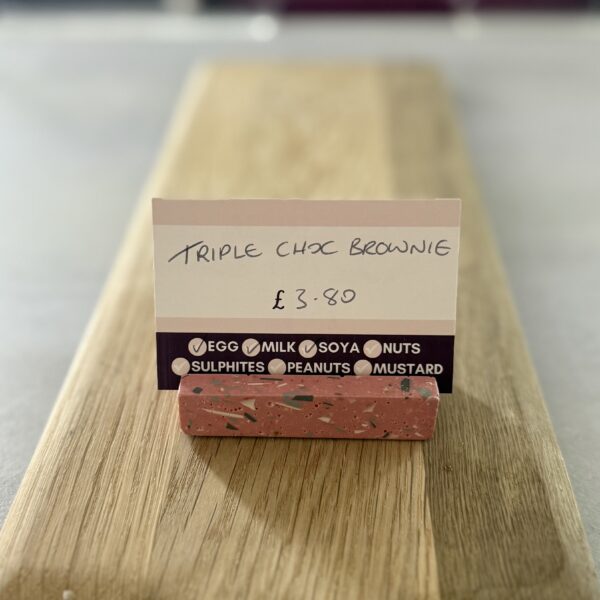 TRIPLE CHOC BROWNIE
£ 3.80
EGG MILK SOYA NUTS
SULPHITES PEANUTS MUSTARD